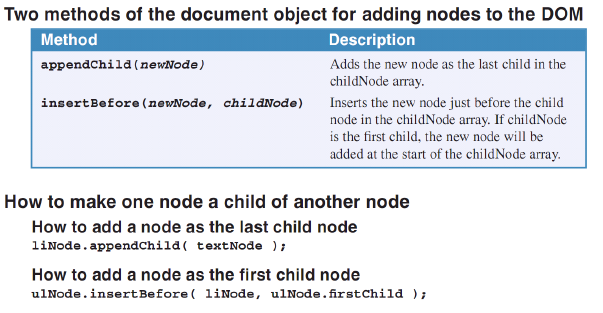 Two methods of the document object for adding nodes to the DOM
Method Description
appendChild(newNode) Adds the new node as the last child in the
childNode array.
insertBefore(newNode, childNode) Inserts the new node just before the child
node in the childNode array. If childNode
is the first child, the new node will be
added at the start of the childNode array.
How to make one node a child of another node
How to add a node as the last child node
liNode.appendChild( textNode );
How to add a node as the first child node
ulNode.insertBefore( liNode, ulNode.firstChild );